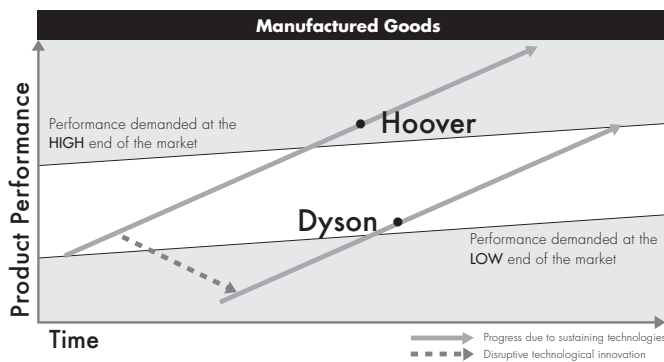 Manufactured Goods
Product Performance
Performance demanded at the
HIGH end of the market
Hoover
Dyson
Performance demanded at the
LOW end of the market
Time
Progress due to sustaining technologies
Disruptive technological innovation